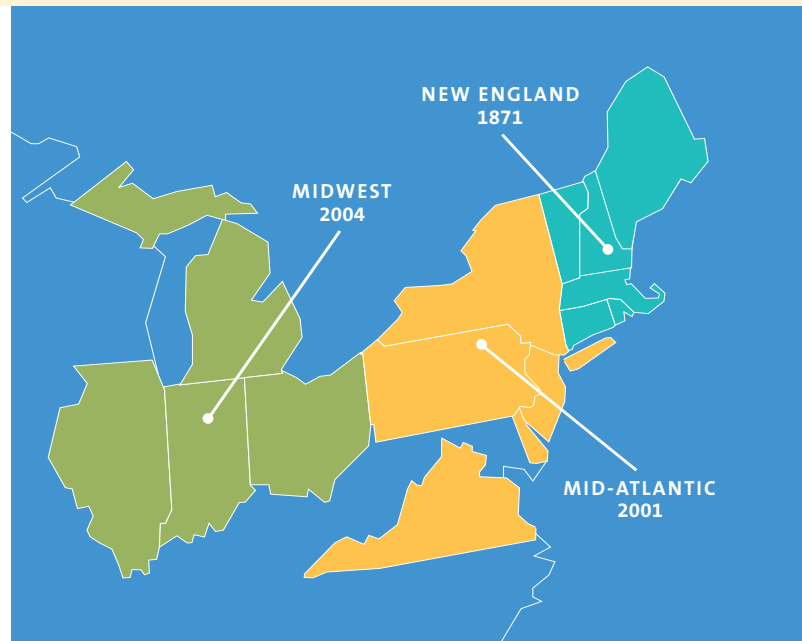 NEW ENGLAND
1871
MIDWEST
2004
MID-ATLANTIC
2001